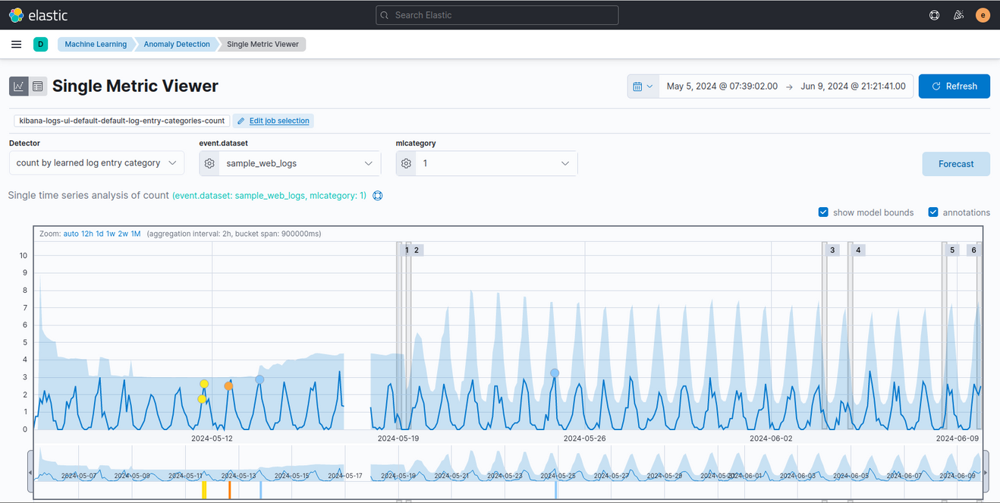 elastic
Search Elastic
e
D
Machine Learning
Anomaly Detection
Single Metric Viewer
Single Metric Viewer
May 5, 2024 @ 07:39:02.00 → Jun 9, 2024 @ 21:21:41.00
Refresh
kibana-logs-ui-default-default-log-entry-categories-count
Edit job selection
Detector
event.dataset
mlcategory
count by learned log entry category
sample_web_logs
1
Forecast
Single time series analysis of count (event.dataset: sample_web_logs, mlcategory: 1)
show model bounds
annotations
Zoom: auto 12h 1d 1w 2w 1M (aggregation interval: 2h, bucket span: 900000ms)
1 2 3 4 5 6
10
9
8
7
6
5
4
3
2
1
0
2024-05-12 2024-05-19 2024-05-26 2024-06-02 2024-06-09
2024-05-07 2024-05-09 2024-05-11 2024-05-13 2024-05-15 2024-05-17 2024-05-19 2024-05-21 2024-05-23 2024-05-25 2024-05-27 2024-05-29 2024-06-01 2024-06-03 2024-06-05 2024-06-07 2024-06-09